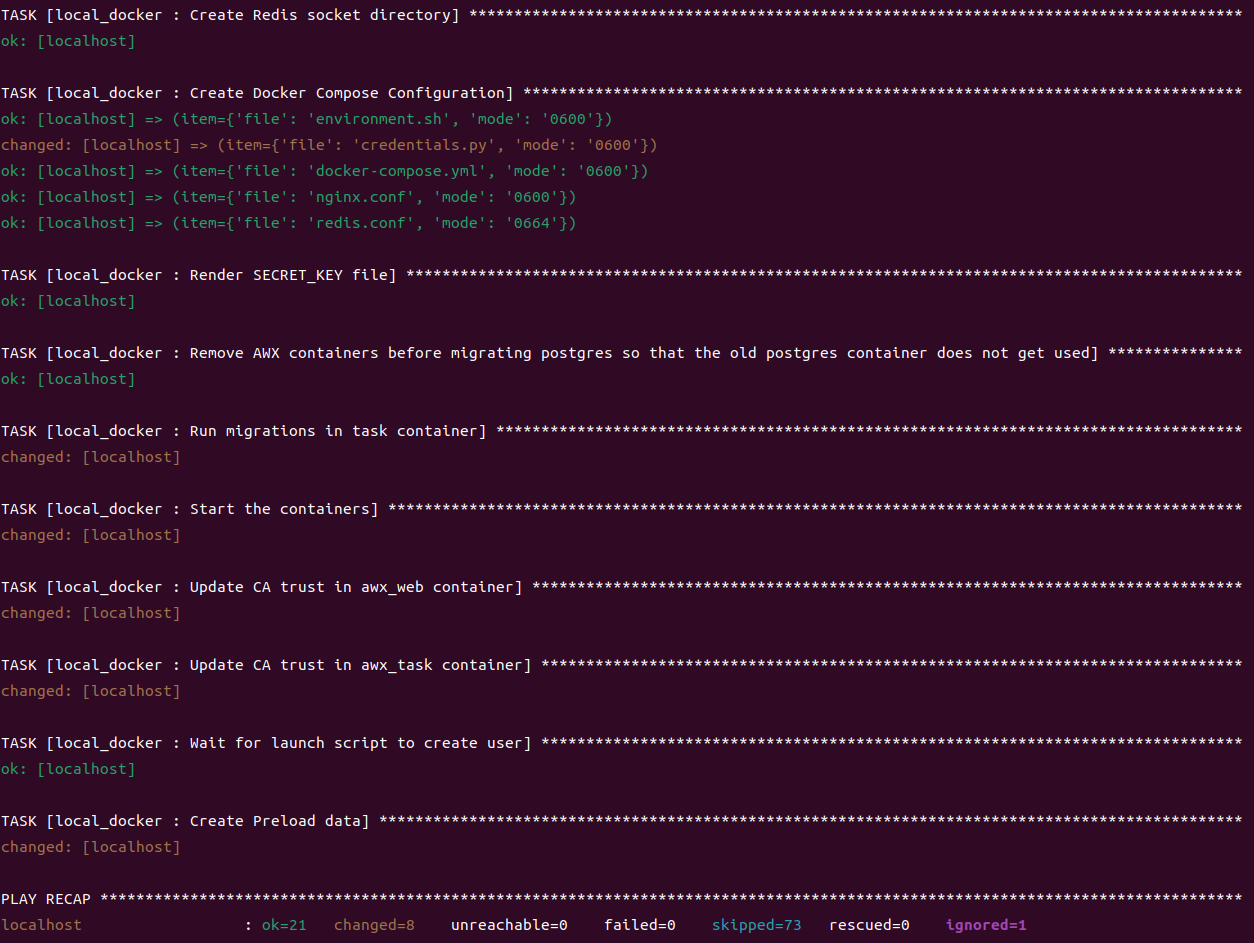 TASK [local_docker : Create Redis socket directory] **************************************************************************************
ok: [localhost]
TASK [local_docker : Create Docker Compose Configuration] ********************************************************************************
ok: [localhost] => (item={'file': 'environment.sh', 'mode': '0600'})
changed: [localhost] => (item={'file': 'credentials.py', 'mode': '0600'})
ok: [localhost] => (item={'file': 'docker-compose.yml', 'mode': '0600'})
ok: [localhost] => (item={'file': 'nginx.conf', 'mode': '0600'})
ok: [localhost] => (item={'file': 'redis.conf', 'mode': '0664'})
TASK [local_docker : Render SECRET_KEY file] *********************************************************************************************
ok: [localhost]
TASK [local_docker : Remove AWX containers before migrating postgres so that the old postgres container does not get used] ***************
ok: [localhost]
TASK [local_docker : Run migrations in task container] ***********************************************************************************
changed: [localhost]
TASK [local_docker : Start the containers] ***********************************************************************************************
changed: [localhost]
TASK [local_docker : Update CA trust in awx_web container] *******************************************************************************
changed: [localhost]
TASK [local_docker : Update CA trust in awx_task container] ******************************************************************************
changed: [localhost]
TASK [local_docker : Wait for launch script to create user] ******************************************************************************
ok: [localhost]
TASK [local_docker : Create Preload data] ************************************************************************************************
changed: [localhost]
PLAY RECAP *******************************************************************************************************************************
localhost                  : ok=21   changed=8    unreachable=0    failed=0    skipped=73   rescued=0    ignored=1